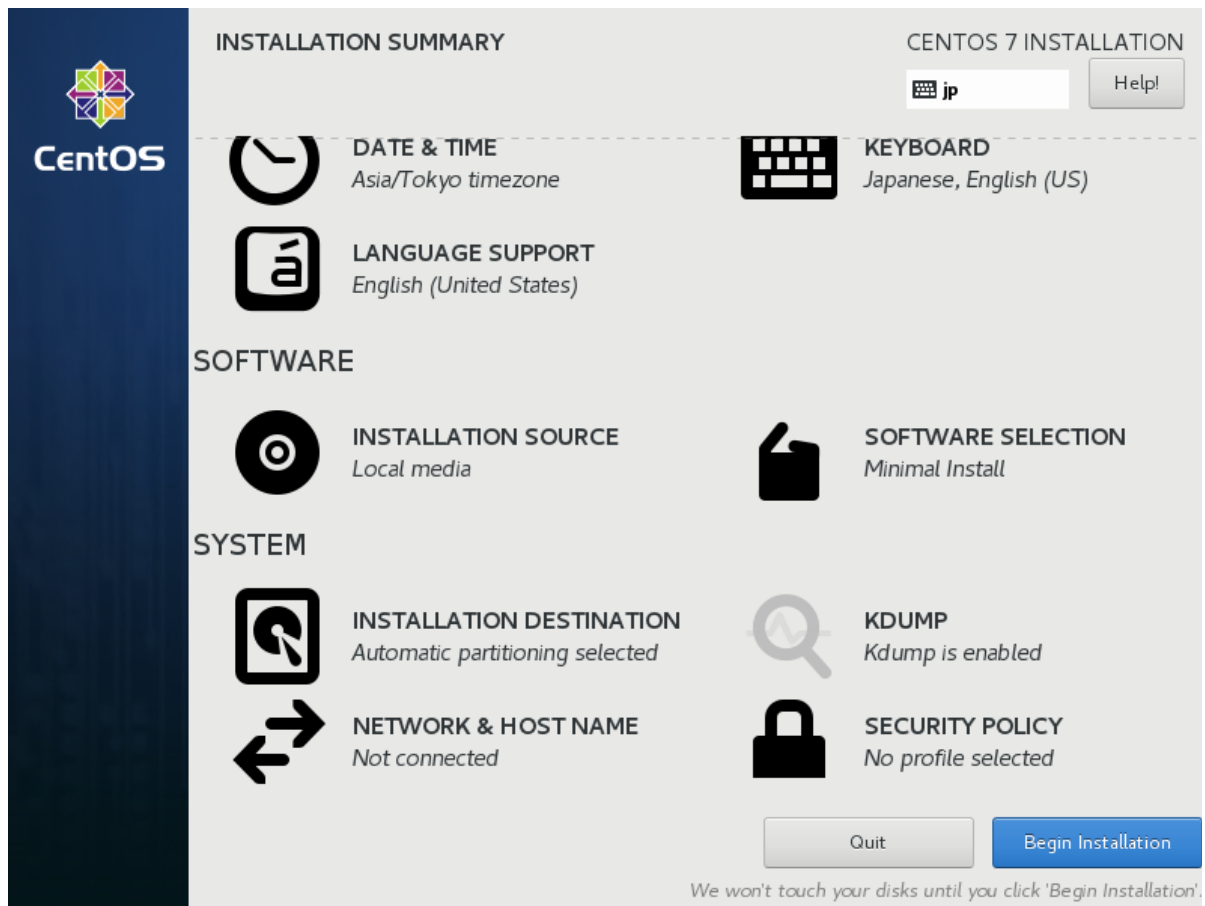 INSTALLATION SUMMARY
CENTOS 7 INSTALLATION
jp
Help!
CentOS
DATE & TIME
Asia/Tokyo timezone
KEYBOARD
Japanese, English (US)
á
LANGUAGE SUPPORT
English (United States)
SOFTWARE
INSTALLATION SOURCE
Local media
SOFTWARE SELECTION
Minimal Install
SYSTEM
INSTALLATION DESTINATION
Automatic partitioning selected
KDUMP
Kdump is enabled
NETWORK & HOST NAME
Not connected
SECURITY POLICY
No profile selected
Quit
Begin Installation
We won't touch your disks until you click 'Begin Installation'.